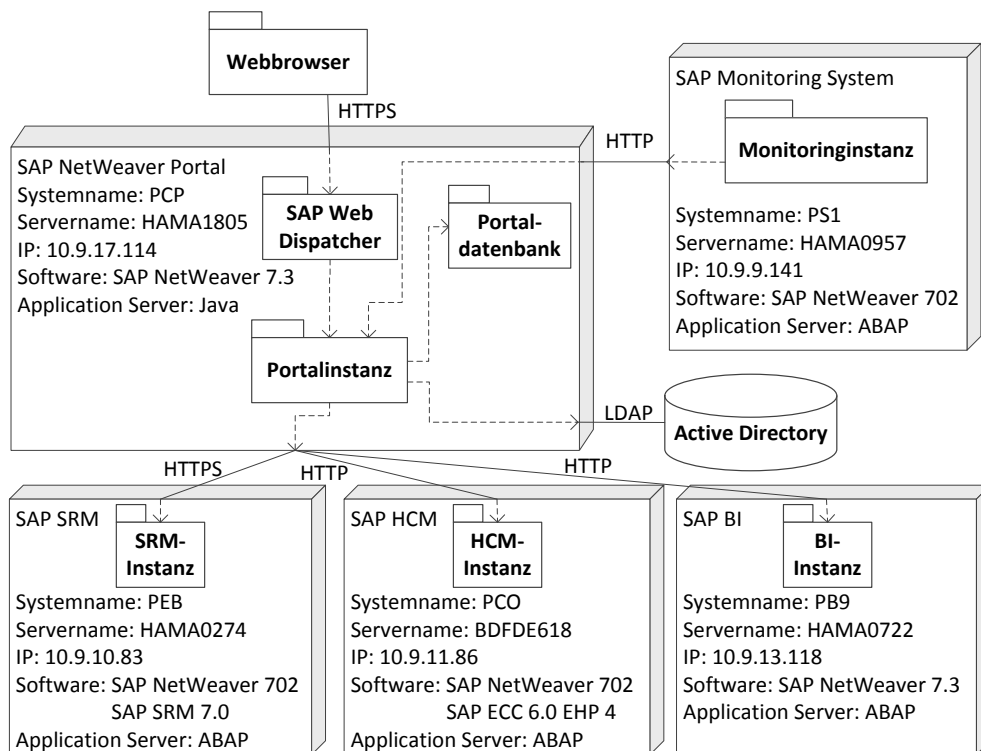 Webbrowser
HTTPS
SAP Monitoring System
Monitoringinstanz
Systemname: PS1
Servername: HAMA0957
IP: 10.9.9.141
Software: SAP NetWeaver 702
Application Server: ABAP
HTTP
SAP NetWeaver Portal
Systemname: PCP
Servername: HAMA1805
IP: 10.9.17.114
Software: SAP NetWeaver 7.3
Application Server: Java
SAP Web
Dispatcher
Portal-
datenbank
Portalinstanz
LDAP
Active Directory
HTTPS
HTTP
HTTP
SAP SRM
SRM-
Instanz
Systemname: PEB
Servername: HAMA0274
IP: 10.9.10.83
Software: SAP NetWeaver 702
SAP SRM 7.0
Application Server: ABAP
SAP HCM
HCM-
Instanz
Systemname: PCO
Servername: BDFDE618
IP: 10.9.11.86
Software: SAP NetWeaver 702
SAP ECC 6.0 EHP 4
Application Server: ABAP
SAP BI
BI-
Instanz
Systemname: PB9
Servername: HAMA0722
IP: 10.9.13.118
Software: SAP NetWeaver 7.3
Application Server: ABAP